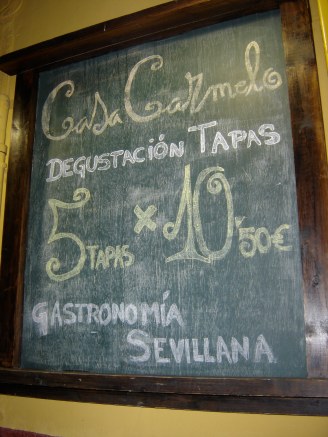 Casa Carmelo
DEGUSTACIÓN TAPAS
5 TAPAS x 10'50€
GASTRONOMÍA
SEVILLANA